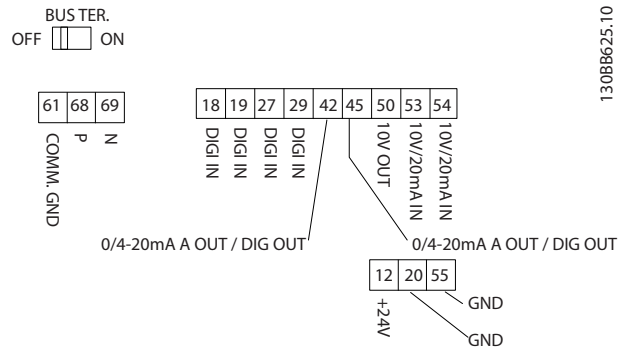 BUS TER.
OFF ON
130BB625.10
61 68 69
COMM. GND
P
N
18 19 27 29 42 45 50 53 54
DIGI IN
DIGI IN
DIGI IN
DIGI IN
10V OUT
10V/20mA IN
10V/20mA IN
0/4-20mA A OUT / DIG OUT
0/4-20mA A OUT / DIG OUT
12 20 55
+24V
GND
GND